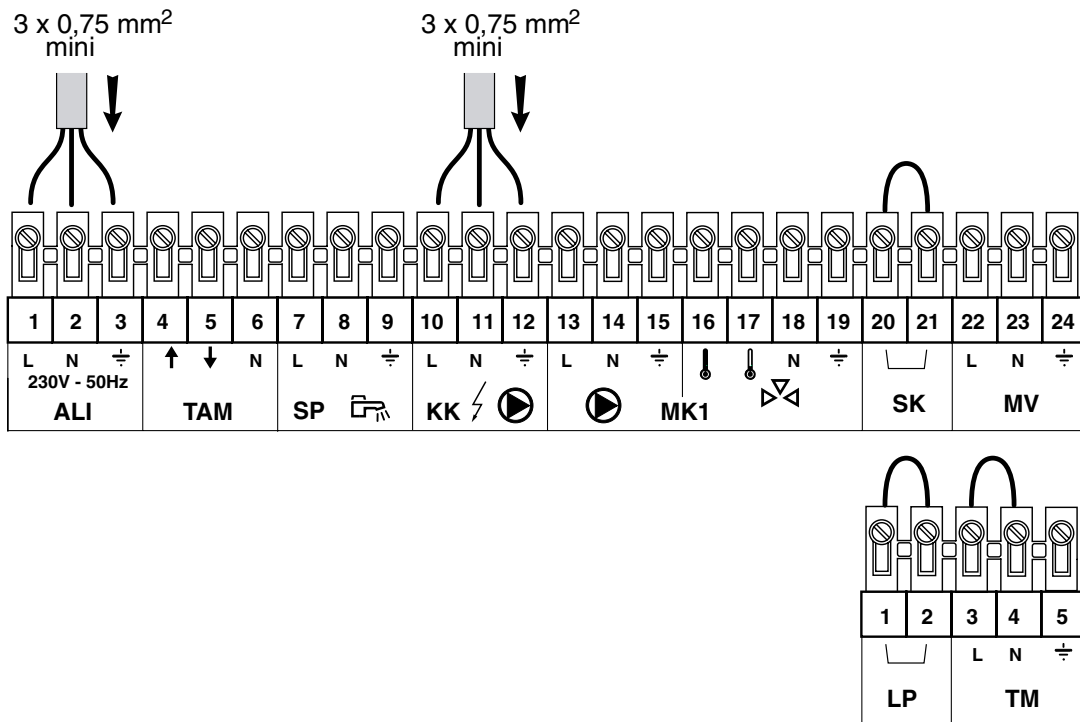 3 x 0,75 mm2 3 x 0,75 mm2
mini mini
1 2 3 4 5 6 7 8 9 10 11 12 13 14 15 16 17 18 19 20 21 22 23 24
L N N L N L N L N N L N
230V - 50Hz
ALI TAM SP KK MK1 SK MV
1 2 3 4 5
L N
LP TM